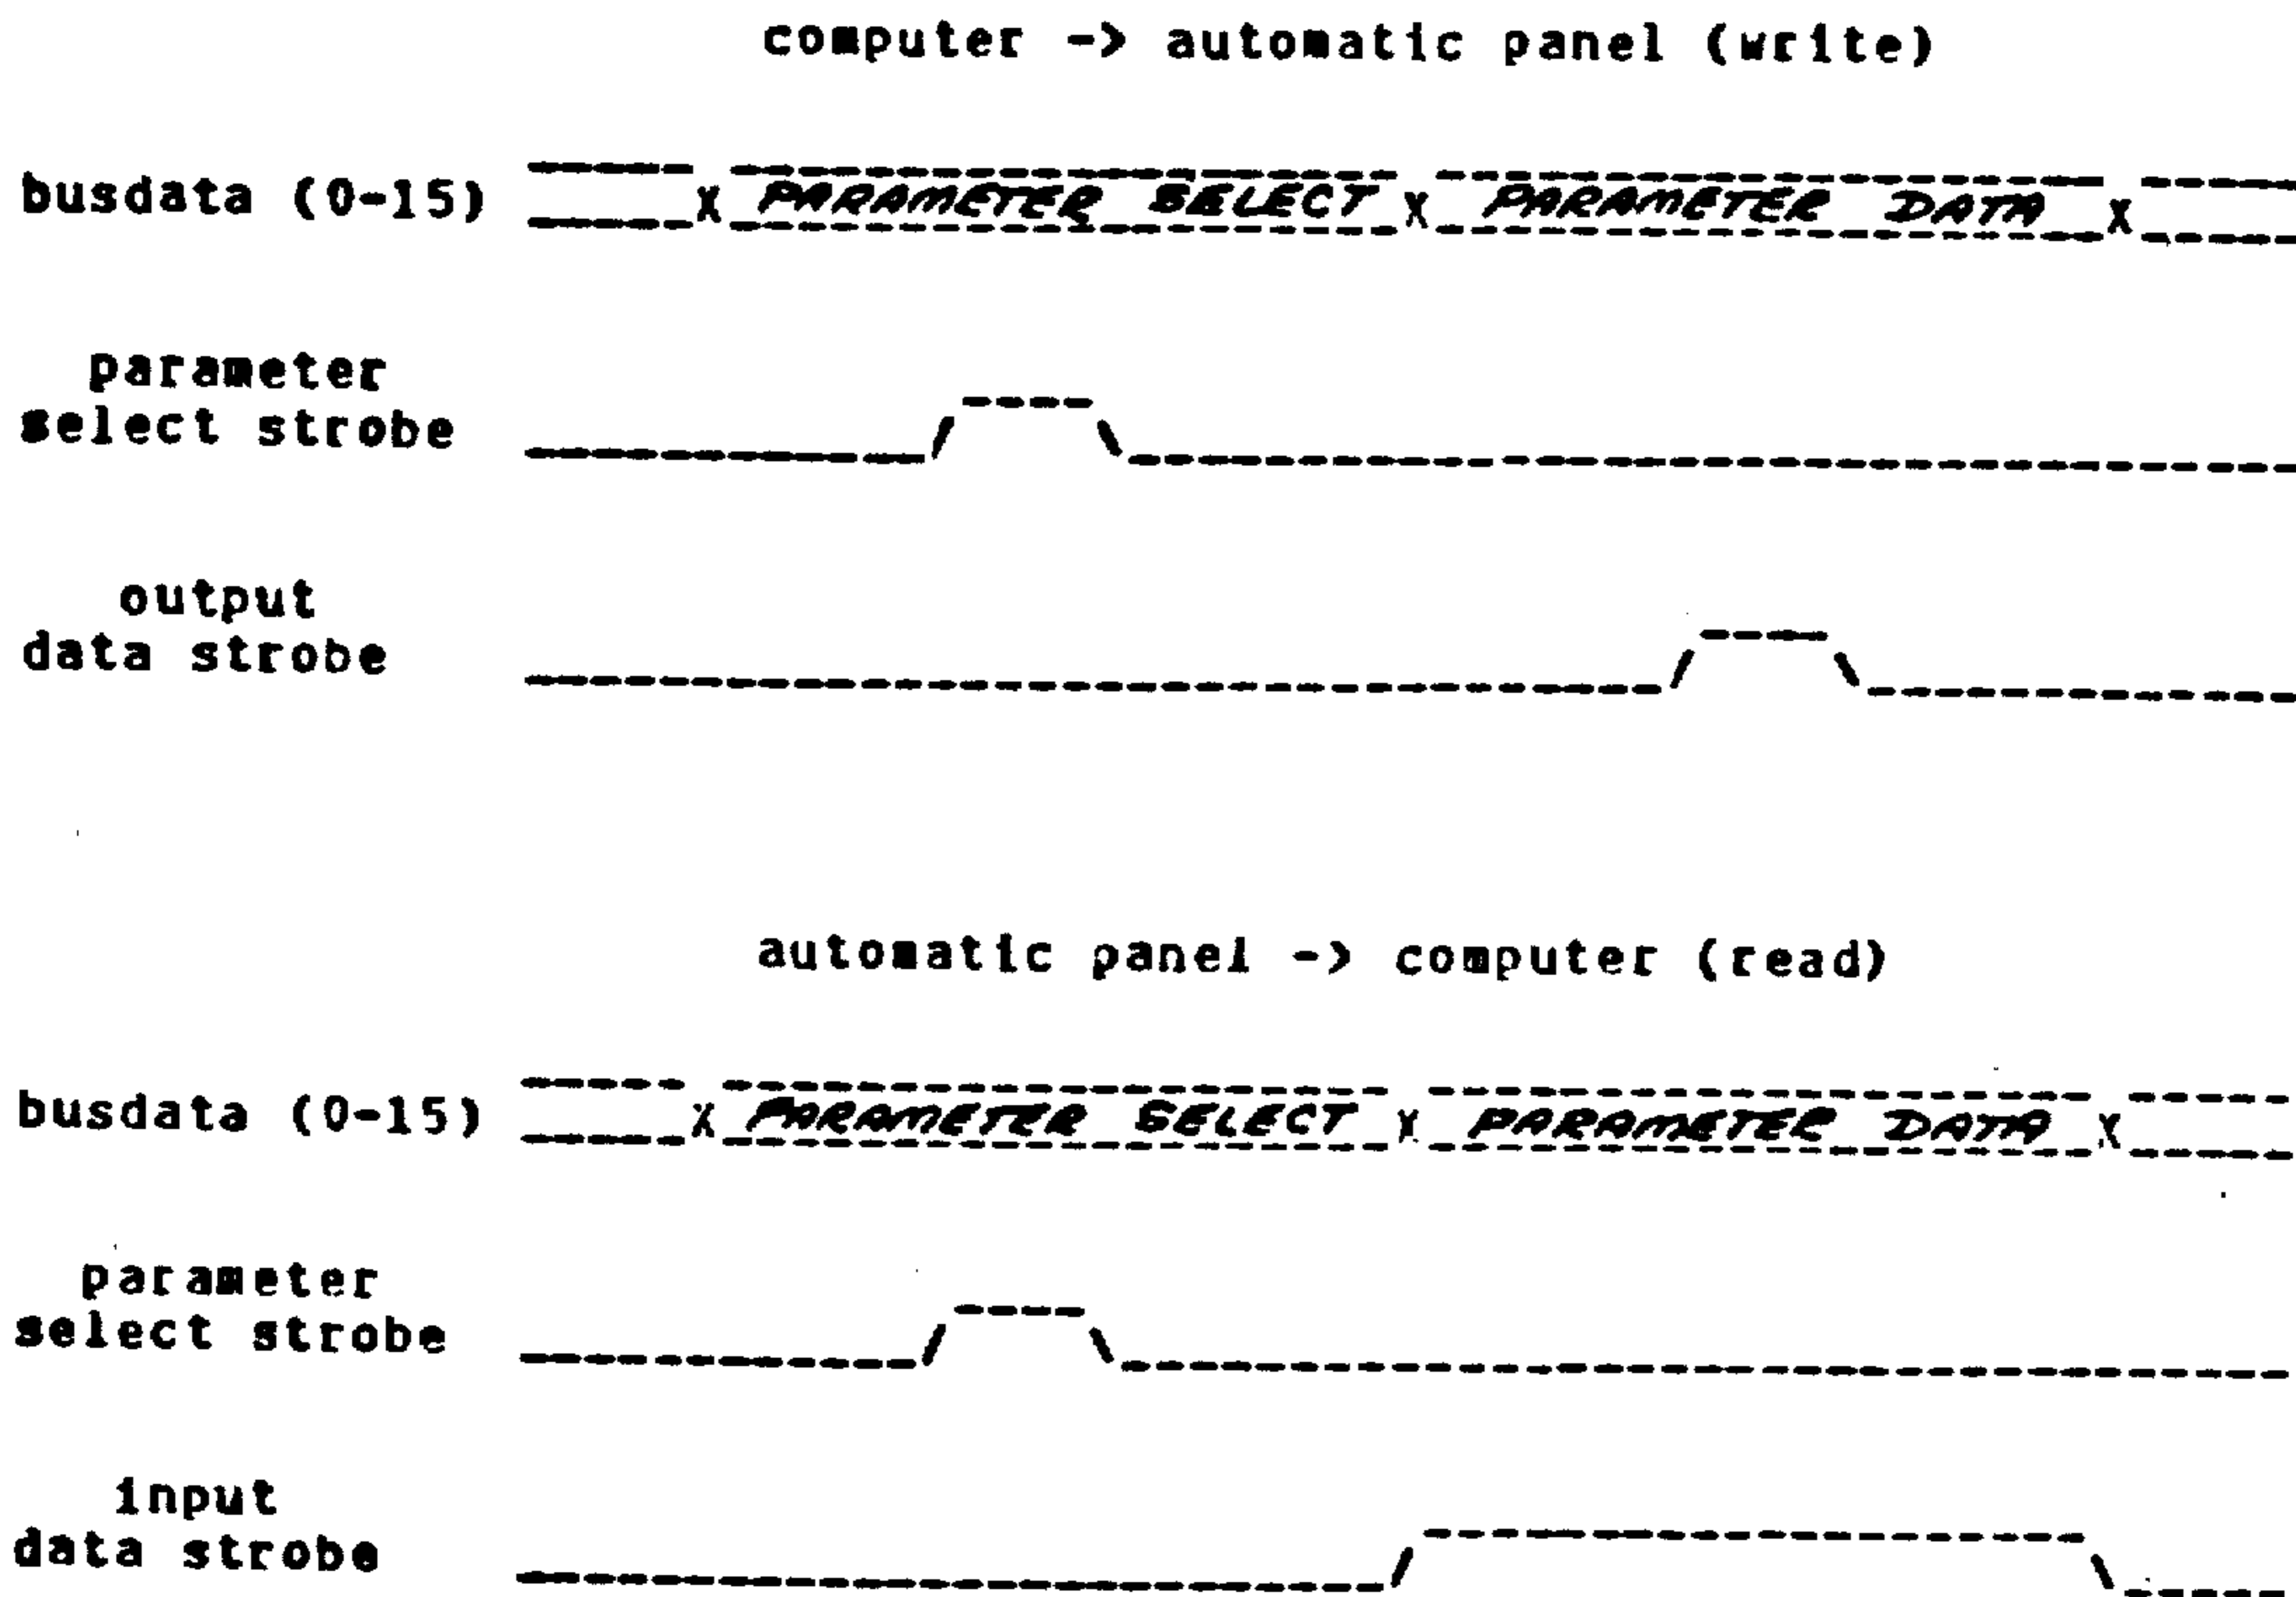 computer -> automatic panel (write)
busdata (0-15) X PARAMETER SELECT X PARAMETER DATA X
parameter
select strobe
output
data strobe
automatic panel -> computer (read)
busdata (0-15) X PARAMETER SELECT X PARAMETER DATA X
parameter
select strobe
input
data strobe